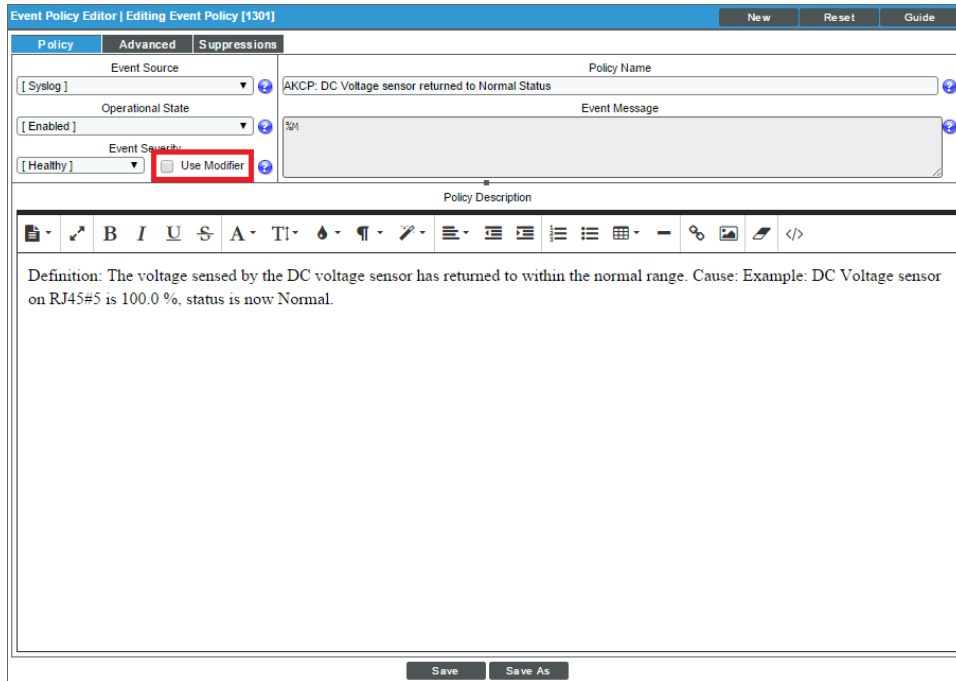 Event Policy Editor | Editing Event Policy [1301]
New
Reset
Guide
Policy
Advanced
Suppressions
Event Source
[ Syslog ]
Policy Name
AKCP: DC Voltage sensor returned to Normal Status
Operational State
[ Enabled ]
Event Message
%M
Event Severity
[ Healthy ]
Use Modifier
Policy Description
Definition: The voltage sensed by the DC voltage sensor has returned to within the normal range. Cause: Example: DC Voltage sensor
on RJ45#5 is 100.0 %, status is now Normal.
Save
Save As